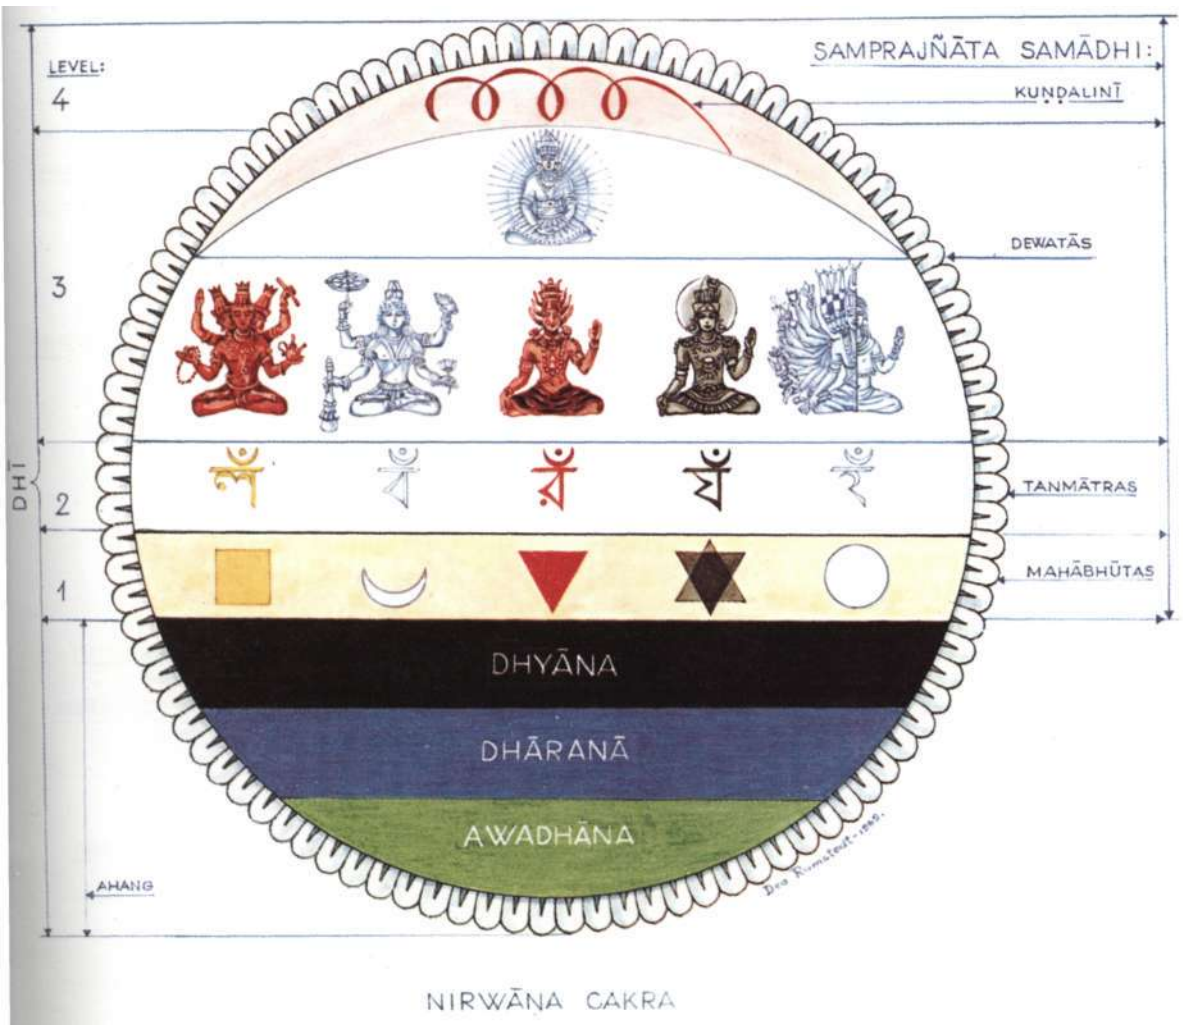 SAMPRAJÑĀTA SAMĀDHI:
LEVEL:
4
KUṆḌALINĪ
DEWATĀS
3
DHĪ
2
TANMĀTRAS
1
MAHĀBHŪTAS
DHYĀNA
DHĀRANĀ
AWADHĀNA
AHANG
NIRWĀNA CAKRA